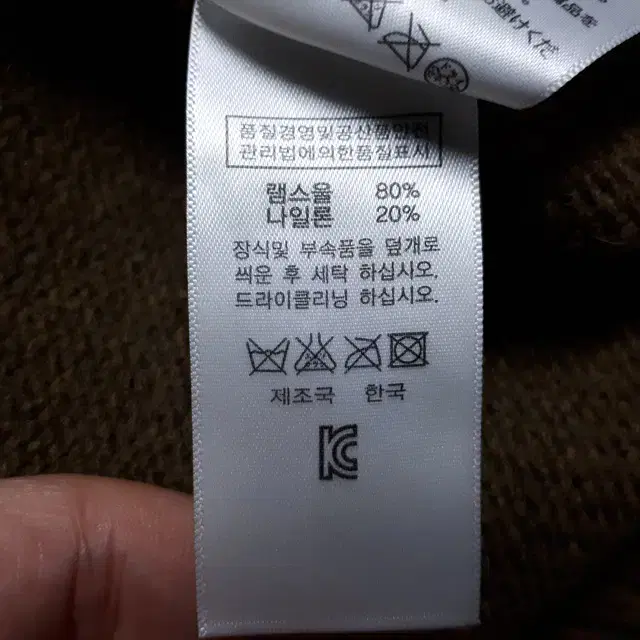 품질경영및공산품안전
관리법에의한품질표시
램스울 80%
나일론 20%
장식및 부속품을 덮개로
씌운 후 세탁 하십시오.
드라이클리닝 하십시오.
제조국 한국
KC